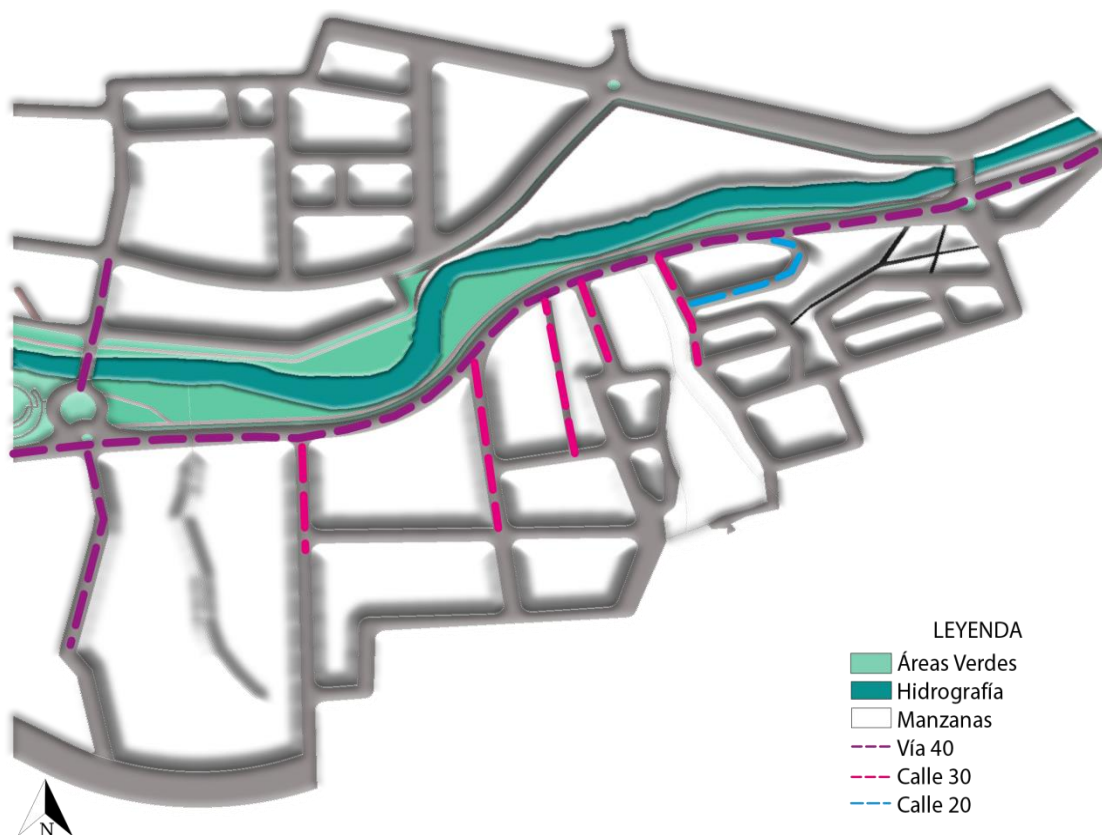 LEYENDA
Áreas Verdes
Hidrografía
Manzanas
Vía 40
Calle 30
Calle 20
N